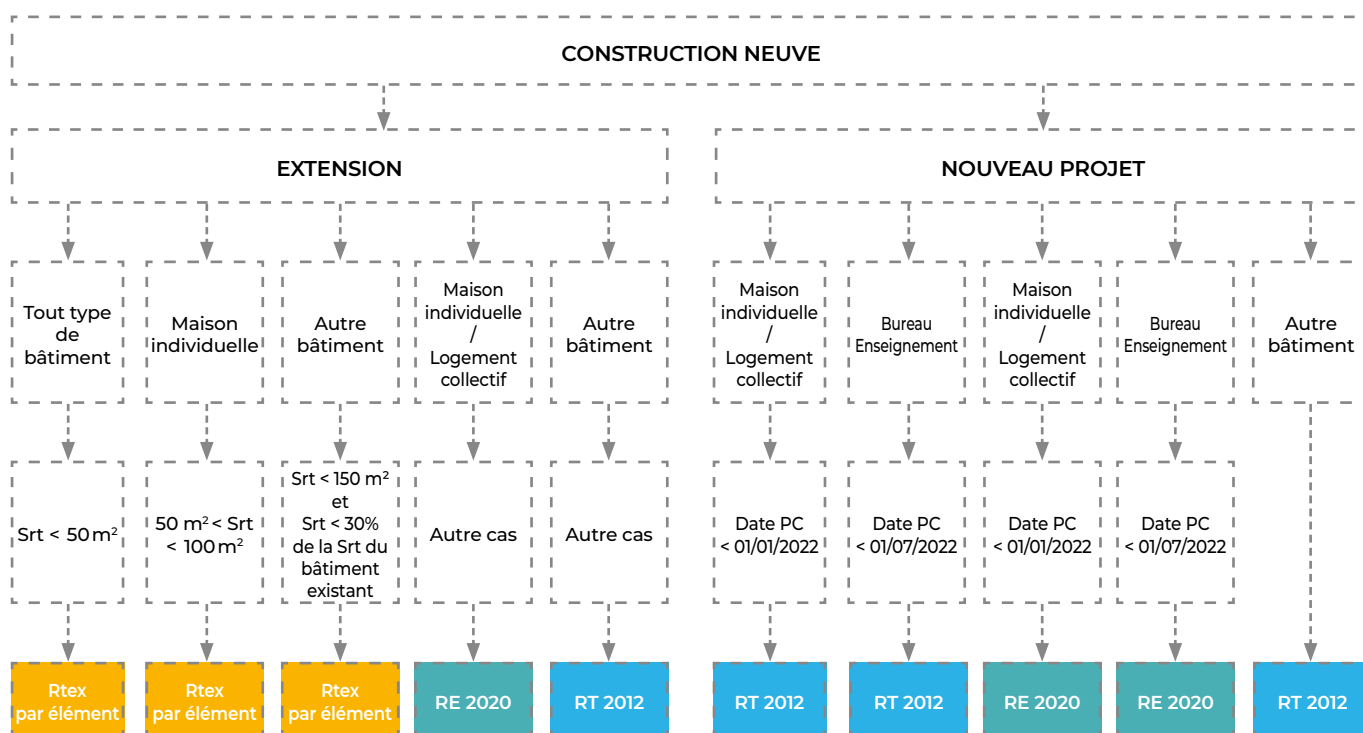 CONSTRUCTION NEUVE
EXTENSION
NOUVEAU PROJET
Tout type
de
bâtiment
Maison
individuelle
Autre
bâtiment
Maison
individuelle
/
Logement
collectif
Autre
bâtiment
Maison
individuelle
/
Logement
collectif
Bureau
Enseignement
Maison
individuelle
/
Logement
collectif
Bureau
Enseignement
Autre
bâtiment
Srt < 50 m²
50 m² < Srt
< 100 m²
Srt < 150 m²
et
Srt < 30%
de la Srt du
bâtiment
existant
Autre cas
Autre cas
Date PC
< 01/01/2022
Date PC
< 01/07/2022
Date PC
< 01/01/2022
Date PC
< 01/07/2022
Rtex
par élément
Rtex
par élément
Rtex
par élément
RE 2020
RT 2012
RT 2012
RT 2012
RE 2020
RE 2020
RT 2012